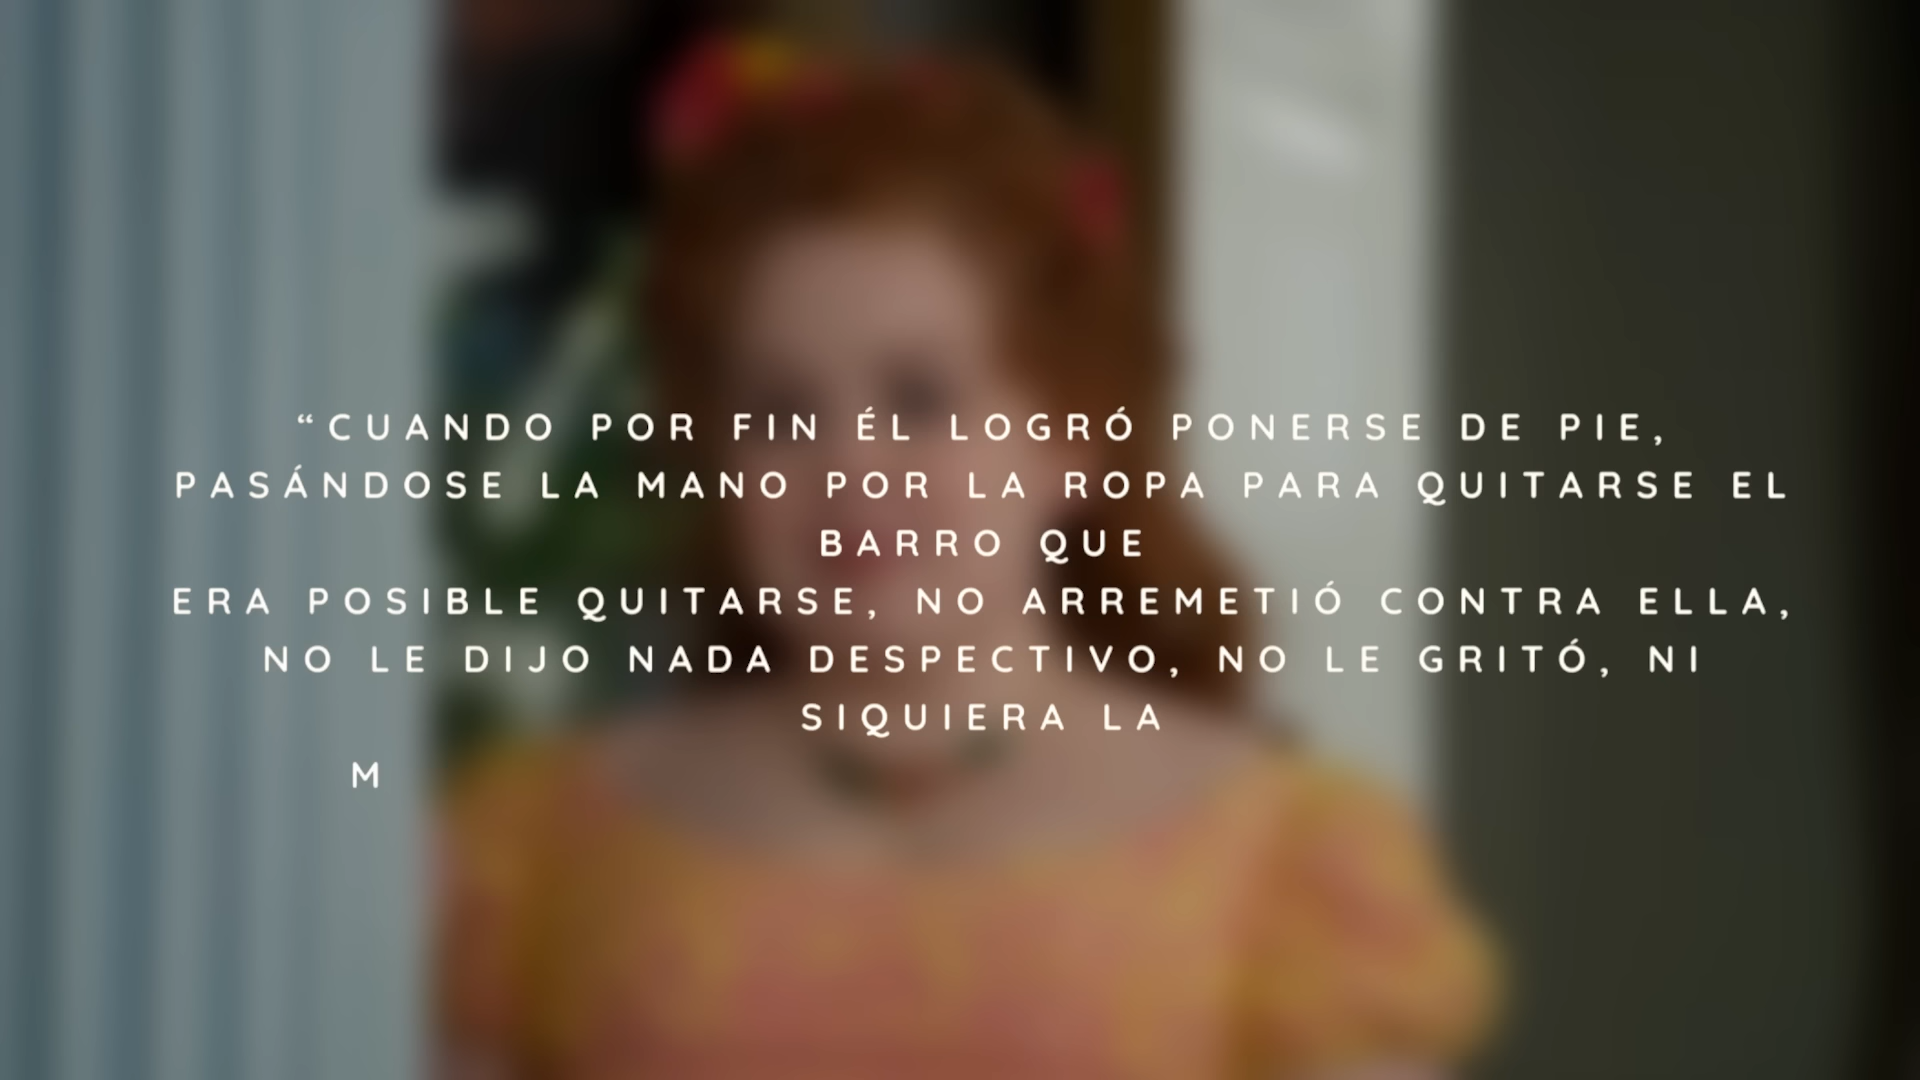 “CUANDO POR FIN ÉL LOGRÓ PONERSE DE PIE,
PASÁNDOSE LA MANO POR LA ROPA PARA QUITARSE EL
BARRO QUE
ERA POSIBLE QUITARSE, NO ARREMETIÓ CONTRA ELLA,
NO LE DIJO NADA DESPECTIVO, NO LE GRITÓ, NI
SIQUIERA LA
M